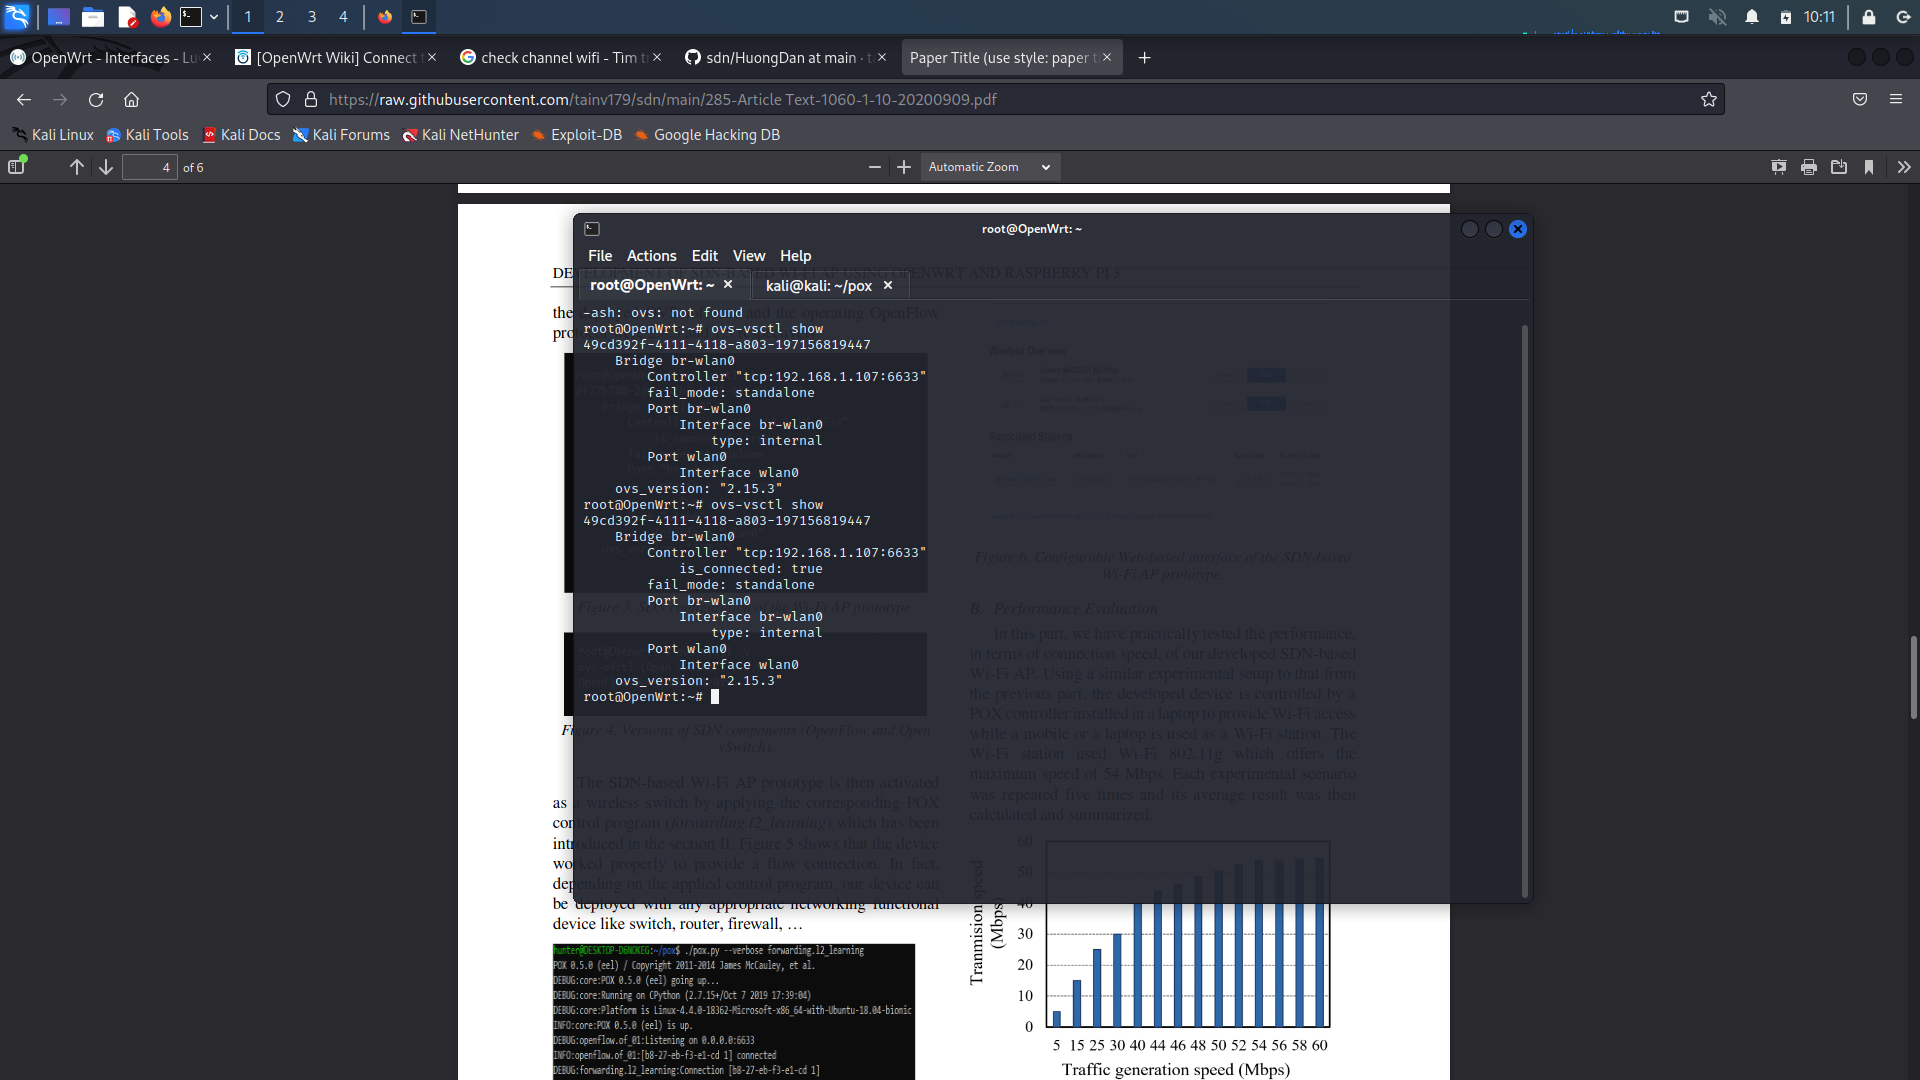 1 2 3 4
10:11
OpenWrt - Interfaces - Lu
[OpenWrt Wiki] Connect t
check channel wifi - Tim t
sdn/HuongDan at main · t
Paper Title (use style: paper t
https://raw.githubusercontent.com/tainv179/sdn/main/285-Article Text-1060-1-10-20200909.pdf
Kali Linux
Kali Tools
Kali Docs
Kali Forums
Kali NetHunter
Exploit-DB
Google Hacking DB
4 of 6
Automatic Zoom
root@OpenWrt: ~
File Actions Edit View Help
DEVELOPMENT OF SDN-BASED WI-FI AP USING OPENWRT AND RASPBERRY PI 3
root@OpenWrt: ~
kali@kali: ~/pox
-ash: ovs: not found
root@OpenWrt:~# ovs-vsctl show
49cd392f-4111-4118-a803-197156819447
    Bridge br-wlan0
        Controller "tcp:192.168.1.107:6633"
        fail_mode: standalone
        Port br-wlan0
            Interface br-wlan0
                type: internal
        Port wlan0
            Interface wlan0
    ovs_version: "2.15.3"
root@OpenWrt:~# ovs-vsctl show
49cd392f-4111-4118-a803-197156819447
    Bridge br-wlan0
        Controller "tcp:192.168.1.107:6633"
            is_connected: true
        fail_mode: standalone
        Port br-wlan0
            Interface br-wlan0
                type: internal
        Port wlan0
            Interface wlan0
    ovs_version: "2.15.3"
root@OpenWrt:~#
the and the operating OpenFlow
Figure 3. the Wi-Fi AP prototype.
Figure 4. Versions of SDN components (OpenFlow and Open
vSwitch).
The SDN-based Wi-Fi AP prototype is then activated
as a wireless switch by applying the corresponding POX
control program (forwarding.l2_learning) which has been
introduced in the section II. Figure 5 shows that the device
worked properly to provide a flow connection. In fact,
depending on the applied control program, our device can
be deployed with any appropriate networking functional
device like switch, router, firewall, …
hunter@DESKTOP-D6NOKEG:~/pox$ ./pox.py --verbose forwarding.l2_learning
POX 0.5.0 (eel) / Copyright 2011-2014 James McCauley, et al.
DEBUG:core:POX 0.5.0 (eel) going up...
DEBUG:core:Running on CPython (2.7.15+/Oct 7 2019 17:39:04)
DEBUG:core:Platform is Linux-4.4.0-18362-Microsoft-x86_64-with-Ubuntu-18.04-bionic
INFO:core:POX 0.5.0 (eel) is up.
DEBUG:openflow.of_01:Listening on 0.0.0.0:6633
INFO:openflow.of_01:[b8-27-eb-f3-e1-cd 1] connected
DEBUG:forwarding.l2_learning:Connection [b8-27-eb-f3-e1-cd 1]
Wireless Overview
Associated Stations
Figure 6. Configurable Web-based interface of the SDN-based
Wi-Fi AP prototype.
B. Performance Evaluation
In this part, we have practically tested the performance,
in terms of connection speed, of our developed SDN-based
Wi-Fi AP. Using a similar experimental setup to that from
the previous part, the developed device is controlled by a
POX controller installed in a laptop to provide Wi-Fi access
while a mobile or a laptop is used as a Wi-Fi station. The
Wi-Fi station used Wi-Fi 802.11g which offers the
maximum speed of 54 Mbps. Each experimental scenario
was repeated five times and its average result was then
calculated and summarized.
Tranmision speed
(Mbps)
60
50
40
30
20
10
0
5 15 25 30 40 44 46 48 50 52 54 56 58 60
Traffic generation speed (Mbps)